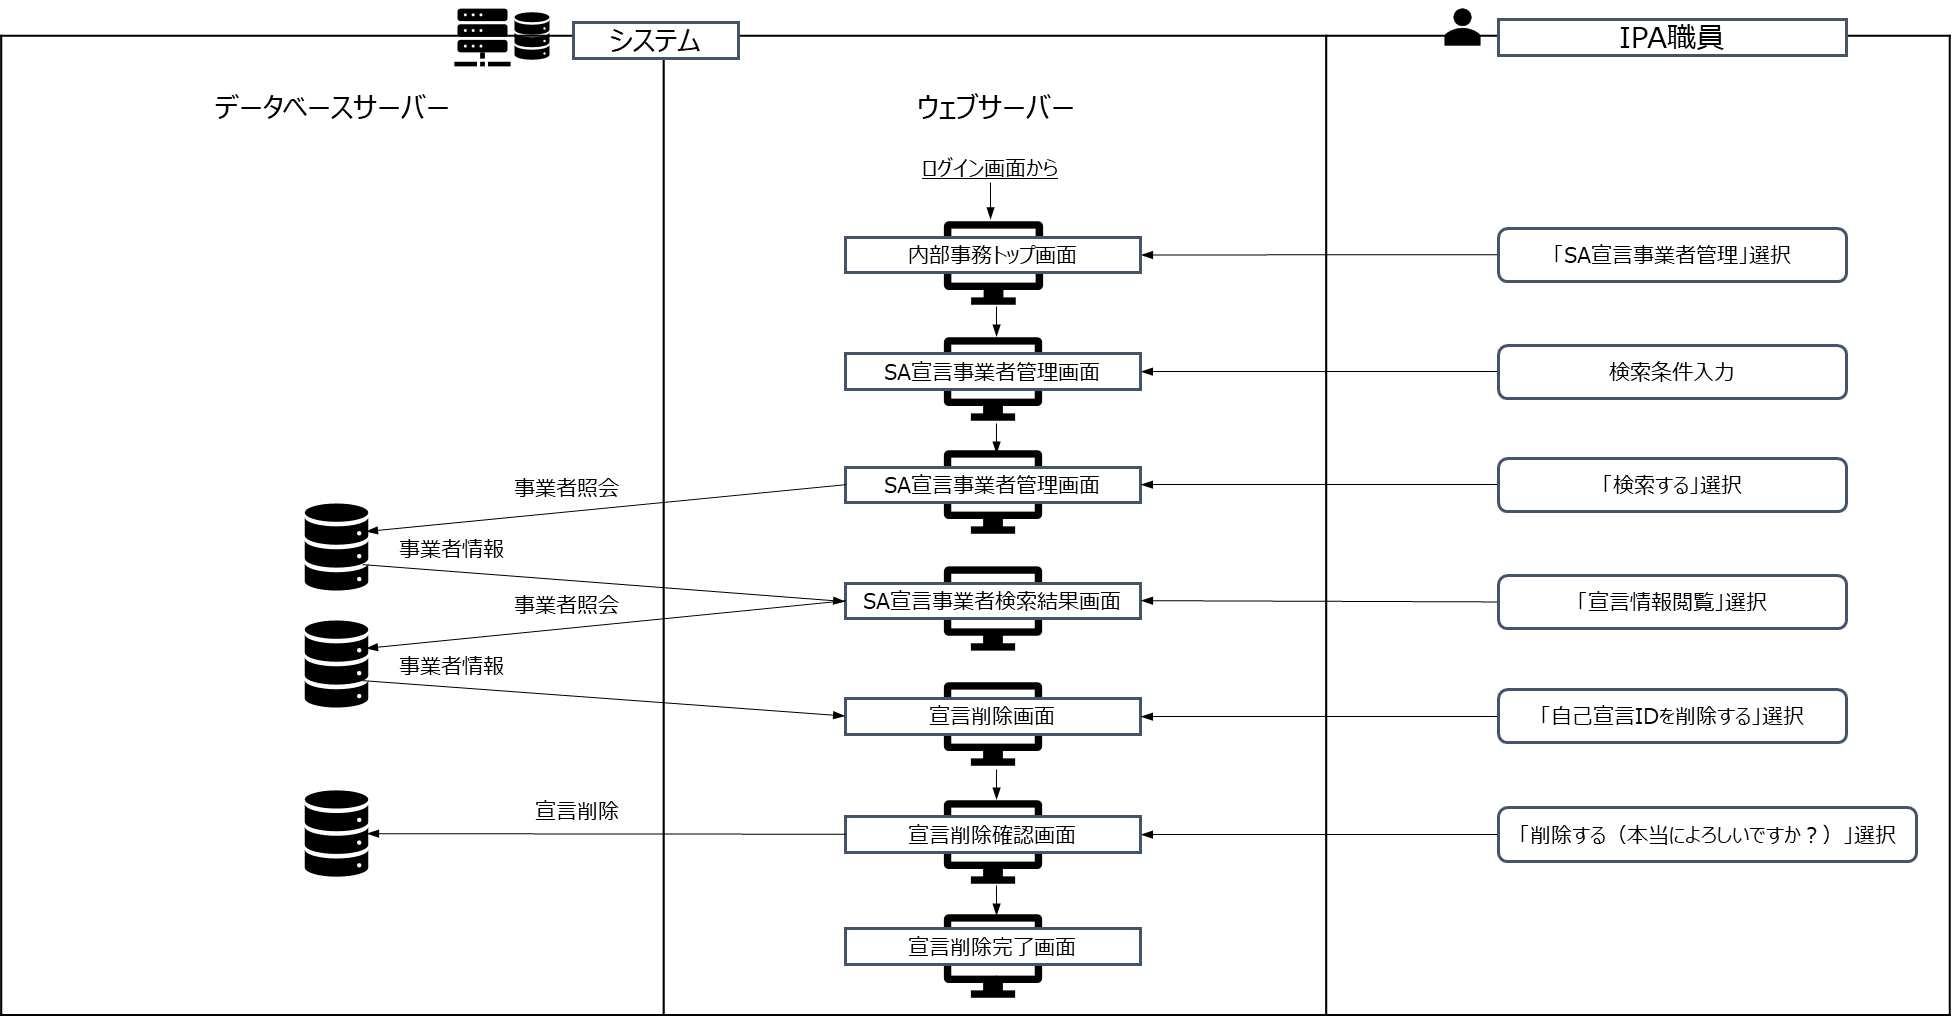 システム
IPA職員
データベースサーバー
ウェブサーバー
ログイン画面から
内部事務トップ画面
「SA宣言事業者管理」選択
SA宣言事業者管理画面
検索条件入力
事業者照会
SA宣言事業者管理画面
「検索する」選択
事業者情報
事業者照会
SA宣言事業者検索結果画面
「宣言情報閲覧」選択
事業者情報
宣言削除画面
「自己宣言IDを削除する」選択
宣言削除
宣言削除確認画面
「削除する（本当によろしいですか？）」選択
宣言削除完了画面